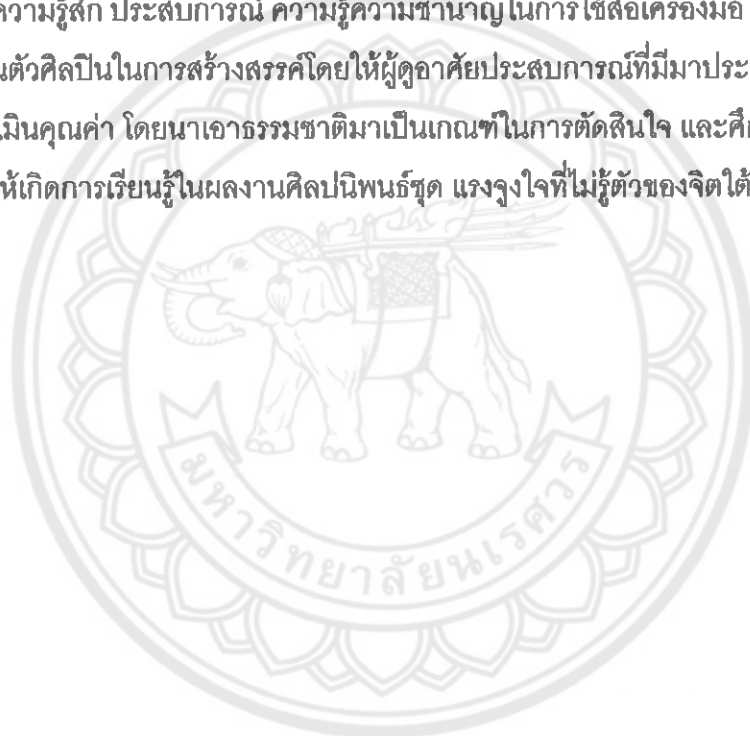 ความรู้สึก ประสบการณ์ ความรู้ความชำนาญในการใช้สื่อเครื่องมือ
นตัวศิลปินในการสร้างสรรค์โดยให้ผู้ดูอาศัยประสบการณ์ที่มีมาประ
เมินคุณค่า โดยนาเอาธรรมชาติมาเป็นเกณฑ์ในการตัดสินใจ และศึ
ห้เกิดการเรียนรู้ในผลงานศิลปนิพนธ์ชุด แรงจูงใจที่ไม่รู้ตัวของจิตใต้
มหาวิทยาลัยนเรศวร